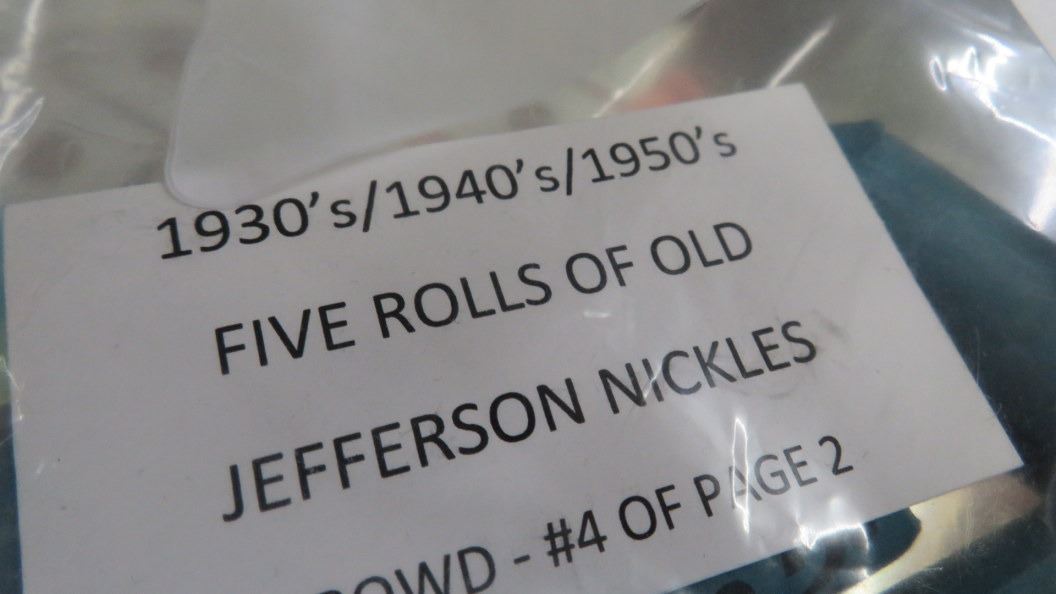 1930's/1940's/1950's
FIVE ROLLS OF OLD
JEFFERSON NICKLES
- #4 OF PAGE 2